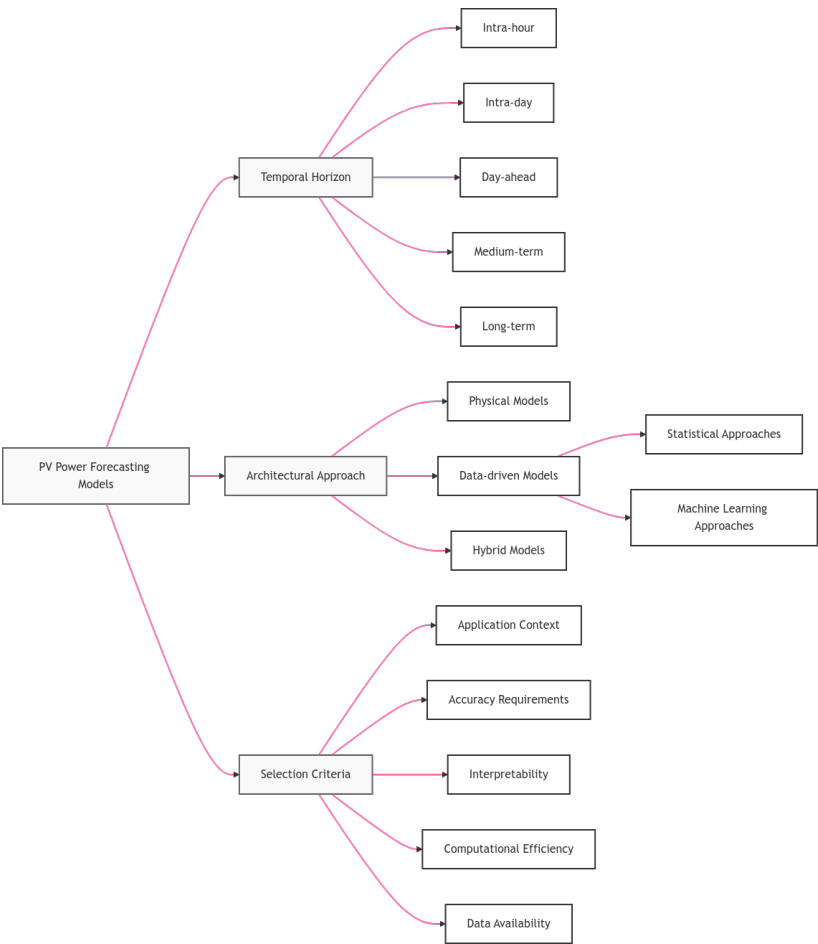 Intra-hour
Intra-day
Temporal Horizon
Day-ahead
Medium-term
Long-term
Physical Models
Statistical Approaches
PV Power Forecasting
Models
Architectural Approach
Data-driven Models
Machine Learning
Approaches
Hybrid Models
Application Context
Accuracy Requirements
Selection Criteria
Interpretability
Computational Efficiency
Data Availability